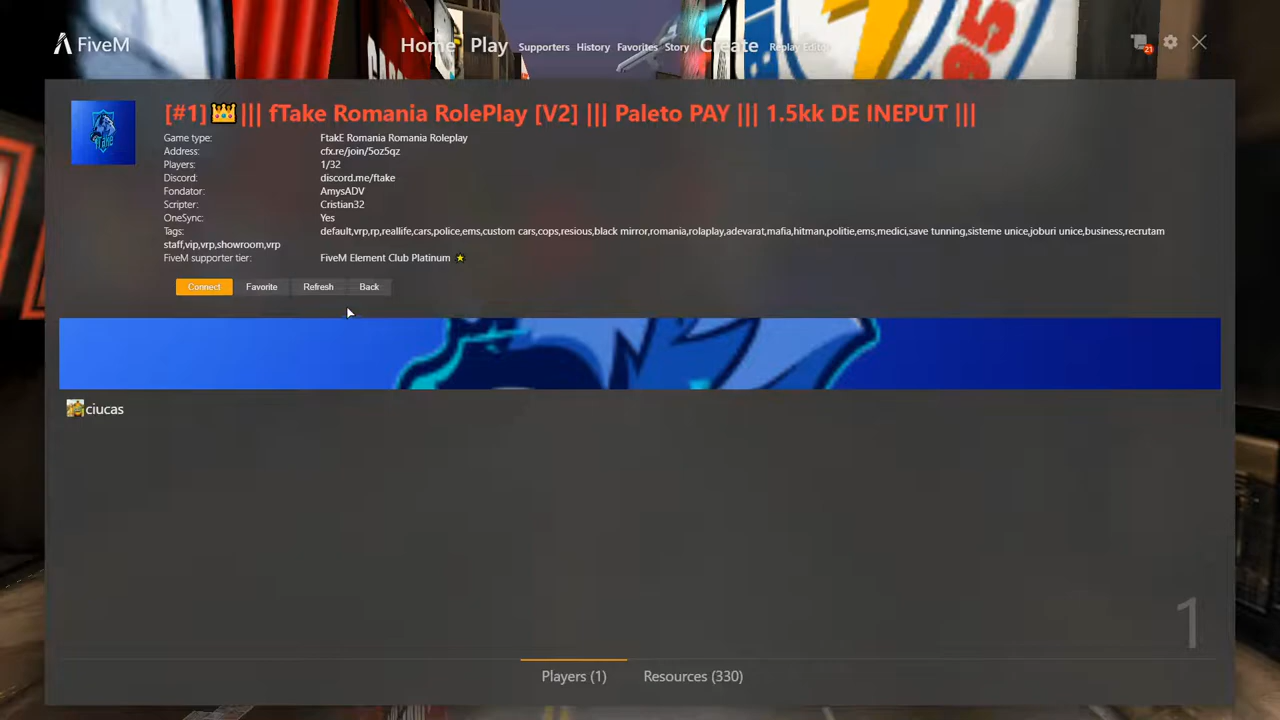 FiveM
Home Play Supporters History Favorites Story Create Replay Editor
21
[#1]👑||| fTake Romania RolePlay [V2] ||| Paleto PAY ||| 1.5kk DE INEPUT |||
Game type: FtakE Romania Romania Roleplay
Address: cfx.re/join/5oz5qz
Players: 1/32
Discord: discord.me/ftake
Fondator: AmysADV
Scripter: Cristian32
OneSync: Yes
Tags: default,vrp,rp,reallife,cars,police,ems,custom cars,cops,resious,black mirror,romania,rolaplay,adevarat,mafia,hitman,politie,ems,medici,save tunning,sisteme unice,joburi unice,business,recrutam
staff,vip,vrp,showroom,vrp
FiveM supporter tier: FiveM Element Club Platinum
Connect Favorite Refresh Back
ciucas
1
Players (1) Resources (330)